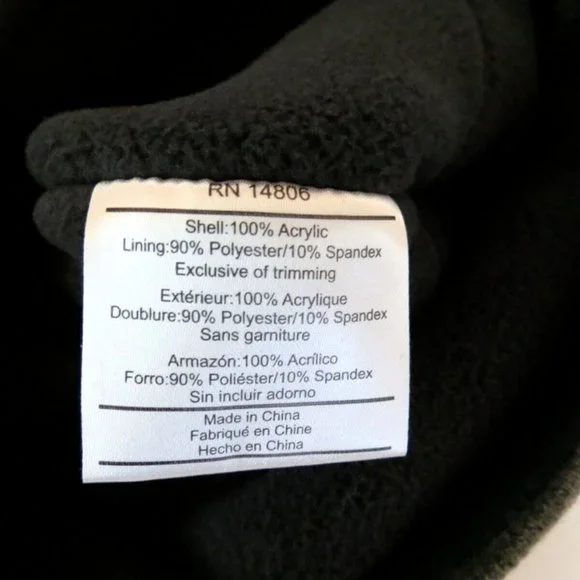 RN 14806
Shell:100% Acrylic
Lining:90% Polyester/10% Spandex
Exclusive of trimming
Extérieur:100% Acrylique
Doublure:90% Polyester/10% Spandex
Sans garniture
Armazón:100% Acrílico
Forro:90% Poliéster/10% Spandex
Sin incluir adorno
Made in China
Fabriqué en Chine
Hecho en China